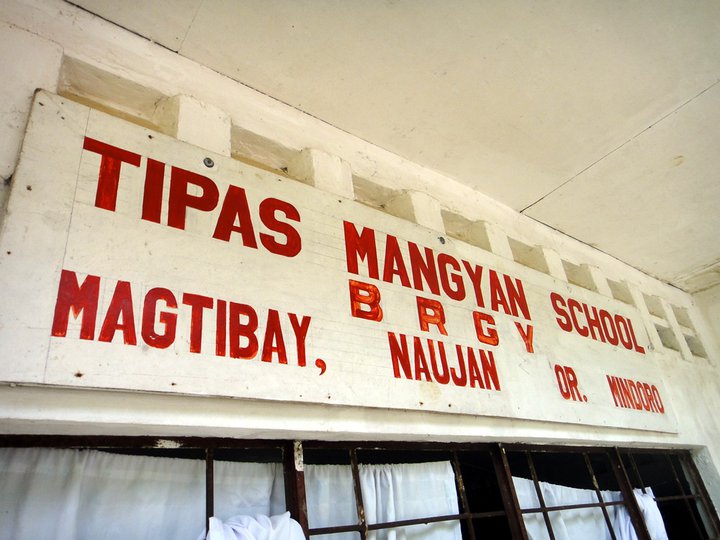 TIPAS MANGYAN SCHOOL
BRGY
MAGTIBAY, NAUJAN OR. MINDORO